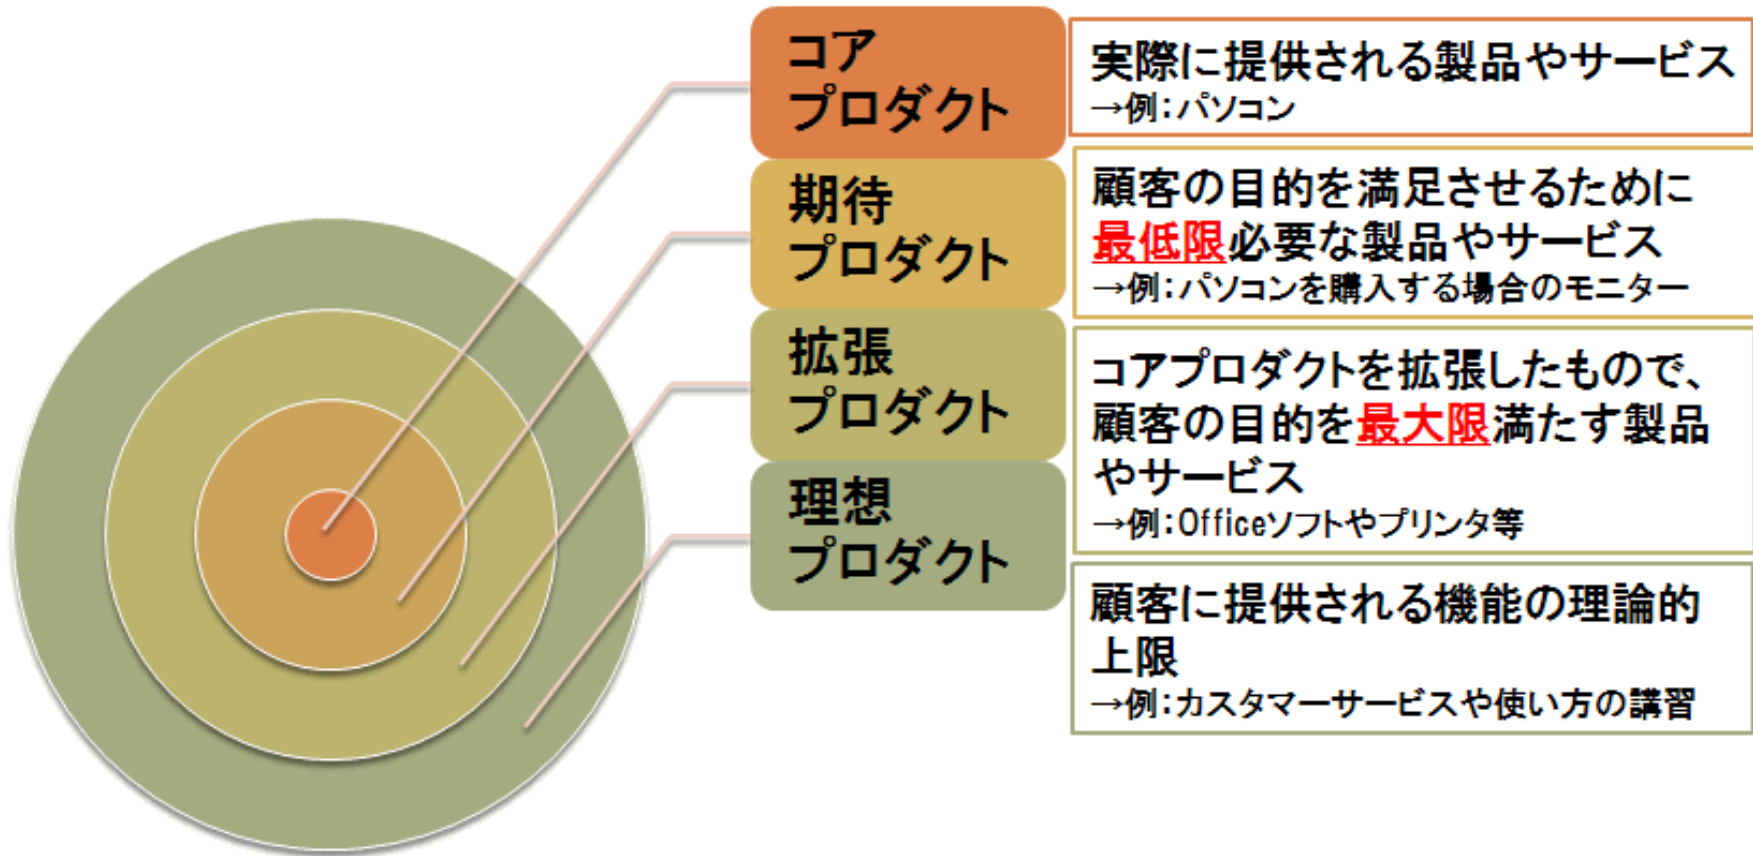 コア
プロダクト
実際に提供される製品やサービス
→例：パソコン
期待
プロダクト
顧客の目的を満足させるために
最低限必要な製品やサービス
→例：パソコンを購入する場合のモニター
拡張
プロダクト
コアプロダクトを拡張したもので、
顧客の目的を最大限満たす製品
やサービス
→例：Officeソフトやプリンタ等
理想
プロダクト
顧客に提供される機能の理論的
上限
→例：カスタマーサービスや使い方の講習